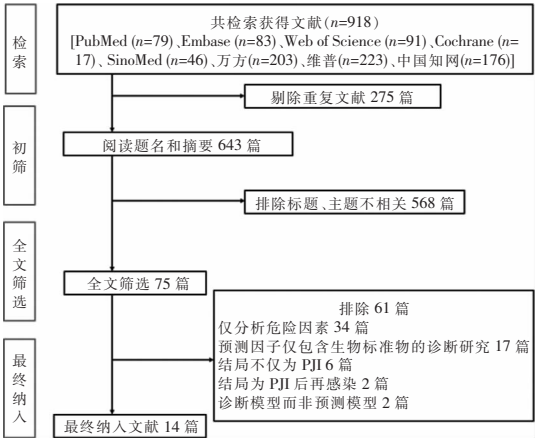 检索
共检索获得文献(n=918)
[PubMed (n=79)、Embase (n=83)、Web of Science (n=91)、Cochrane (n=
17)、SinoMed (n=46)、万方(n=203)、维普(n=223)、中国知网(n=176)]
剔除重复文献 275 篇
初筛
阅读题名和摘要 643 篇
排除标题、主题不相关 568 篇
全文筛选
全文筛选 75 篇
排除 61 篇
仅分析危险因素 34 篇
预测因子仅包含生物标准物的诊断研究 17 篇
结局不仅为 PJI 6 篇
结局为 PJI 后再感染 2 篇
诊断模型而非预测模型 2 篇
最终纳入
最终纳入文献 14 篇